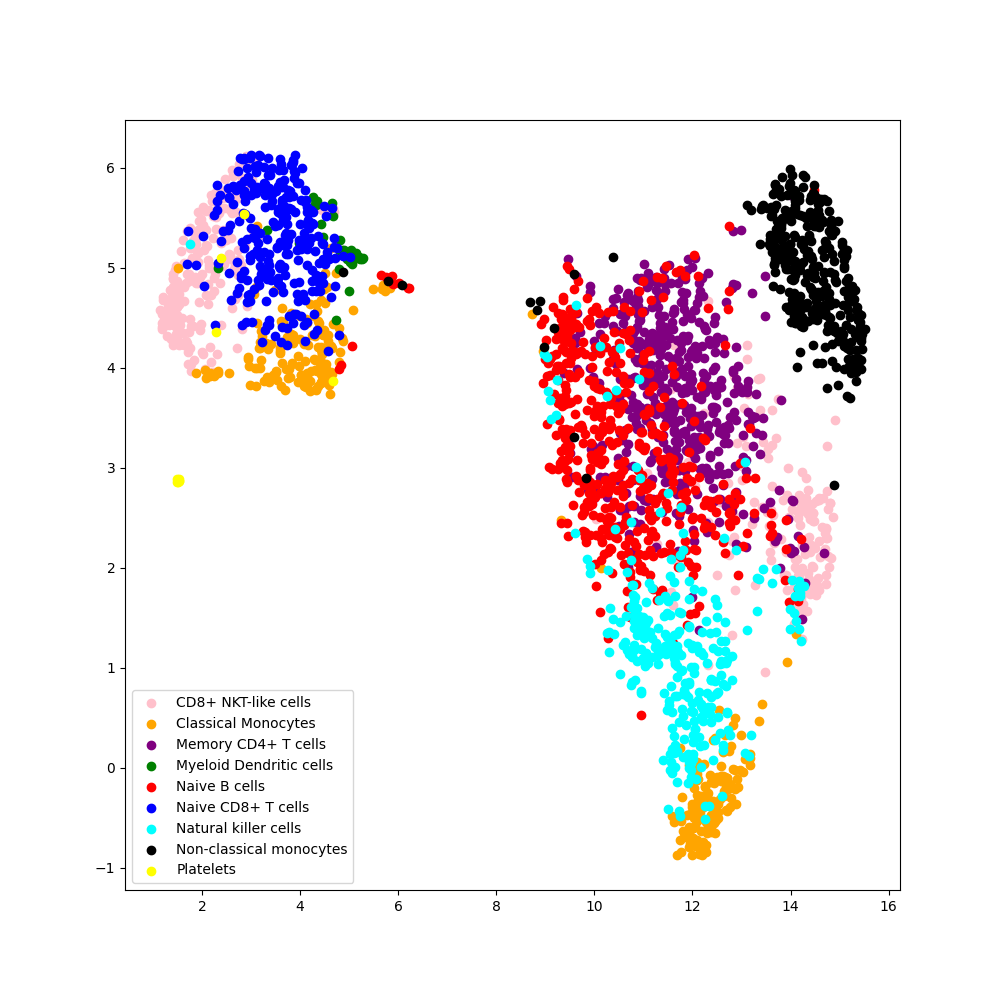 6
5
4
3
2
1
0
−1
CD8+ NKT-like cells
Classical Monocytes
Memory CD4+ T cells
Myeloid Dendritic cells
Naive B cells
Naive CD8+ T cells
Natural killer cells
Non-classical monocytes
Platelets
2 4 6 8 10 12 14 16